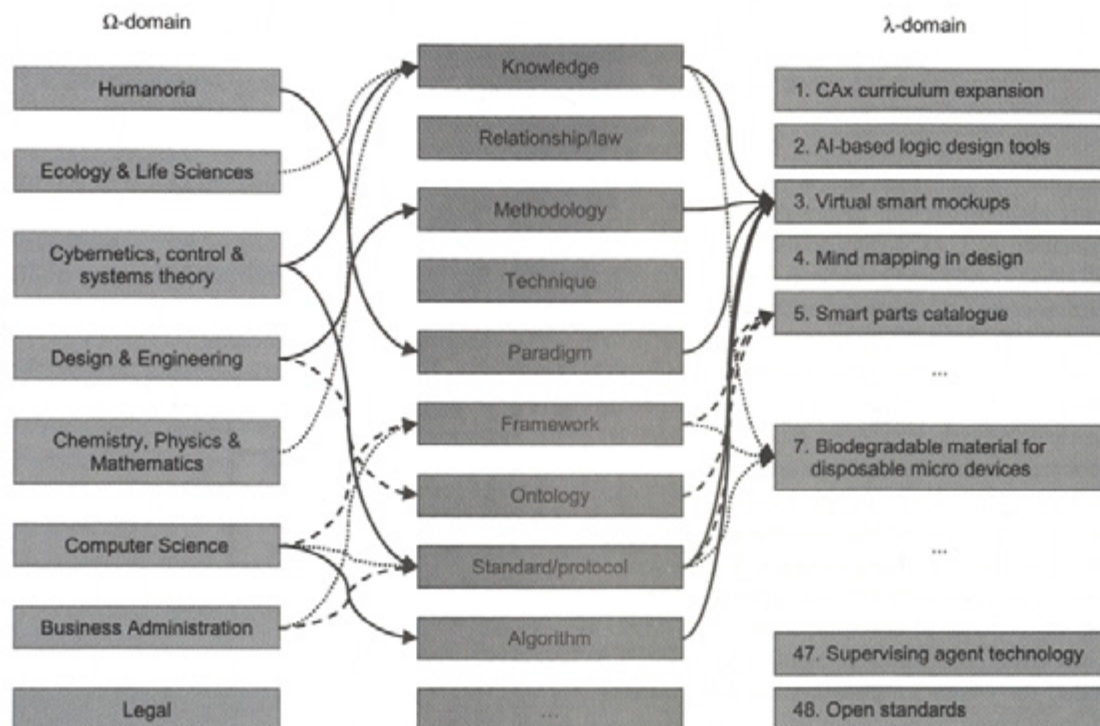 Ω-domain
λ-domain
Humanoria
Ecology & Life Sciences
Cybernetics, control &
systems theory
Design & Engineering
Chemistry, Physics &
Mathematics
Computer Science
Business Administration
Legal
Knowledge
Relationship/law
Methodology
Technique
Paradigm
Framework
Ontology
Standard/protocol
Algorithm
...
1. CAx curriculum expansion
2. AI-based logic design tools
3. Virtual smart mockups
4. Mind mapping in design
5. Smart parts catalogue
...
7. Biodegradable material for
disposable micro devices
...
47. Supervising agent technology
48. Open standards